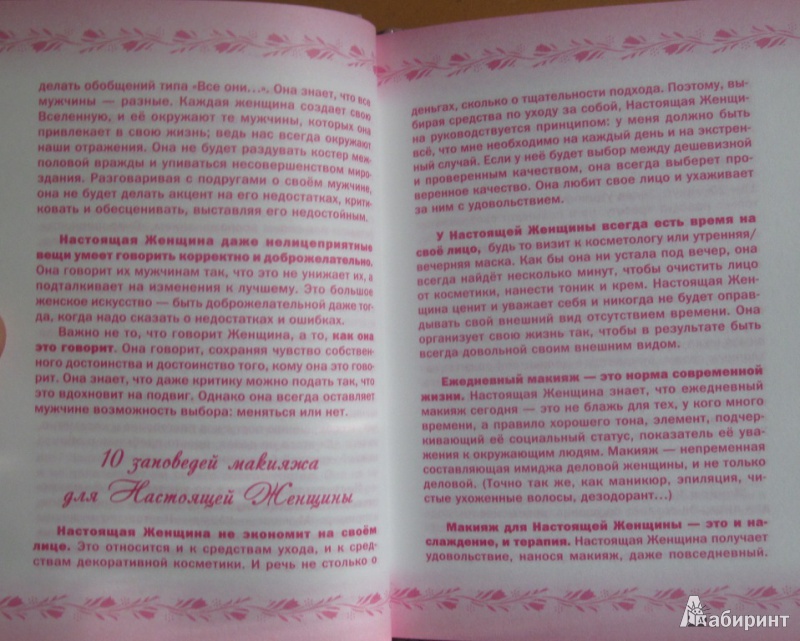 делать обобщений типа «Все они...». Она знает, что все
мужчины — разные. Каждая женщина создает свою
Вселенную, и её окружают те мужчины, которых она
привлекает в свою жизнь; ведь нас всегда окружают
наши отражения. Она не будет раздувать костер меж-
половой вражды и упиваться несовершенством миро-
здания. Разговаривая с подругами о своём мужчине,
она не будет делать акцент на его недостатках, крити-
ковать и обесценивать, выставляя его недостойным.
Настоящая Женщина даже нелицеприятные
вещи умеет говорить корректно и доброжелательно.
Она говорит их мужчинам так, что это не унижает их, а
подталкивает на изменения к лучшему. Это большое
женское искусство — быть доброжелательной даже тог-
да, когда надо сказать о недостатках и ошибках.
Важно не то, что говорит Женщина, а то, как она
это говорит. Она говорит, сохраняя чувство собствен-
ного достоинства и достоинство того, кому она это гово-
рит. Она знает, что даже критику можно подать так, что
это вдохновит на подвиг. Однако она всегда оставляет
мужчине возможность выбора: меняться или нет.
10 заповедей макияжа
для Настоящей Женщины
Настоящая Женщина не экономит на своём
лице. Это относится и к средствам ухода, и к сред-
ствам декоративной косметики. И речь не столько о
деньгах, сколько о тщательности подхода. Поэтому, вы-
бирая средства по уходу за собой, Настоящая Женщи-
на руководствуется принципом: у меня должно быть
всё, что мне необходимо на каждый день и на экстрен-
ный случай. Если у неё будет выбор между дешевизной
и проверенным качеством, она всегда выберет про-
веренное качество. Она любит свое лицо и ухаживает
за ним с удовольствием.
У Настоящей Женщины всегда есть время на
своё лицо, будь то визит к косметологу или утренняя/
вечерняя маска. Как бы она ни устала под вечер, она
всегда найдёт несколько минут, чтобы очистить лицо
от косметики, нанести тоник и крем. Настоящая Жен-
щина ценит и уважает себя и никогда не будет оправ-
дывать свой внешний вид отсутствием времени. Она
организует свою жизнь так, чтобы в результате быть
всегда довольной своим внешним видом.
Ежедневный макияж — это норма современной
жизни. Настоящая Женщина знает, что ежедневный
макияж сегодня — это не блажь для тех, у кого много
времени, а правило хорошего тона, элемент, подчер-
кивающий её социальный статус, показатель её ува-
жения к окружающим людям. Макияж — непременная
составляющая имиджа деловой женщины, и не только
деловой. (Точно так же, как маникюр, эпиляция, чи-
стые ухоженные волосы, дезодорант...)
Макияж для Настоящей Женщины — это и на-
слаждение, и терапия. Настоящая Женщина получает
удовольствие, нанося макияж, даже повседневный.
Лабиринт